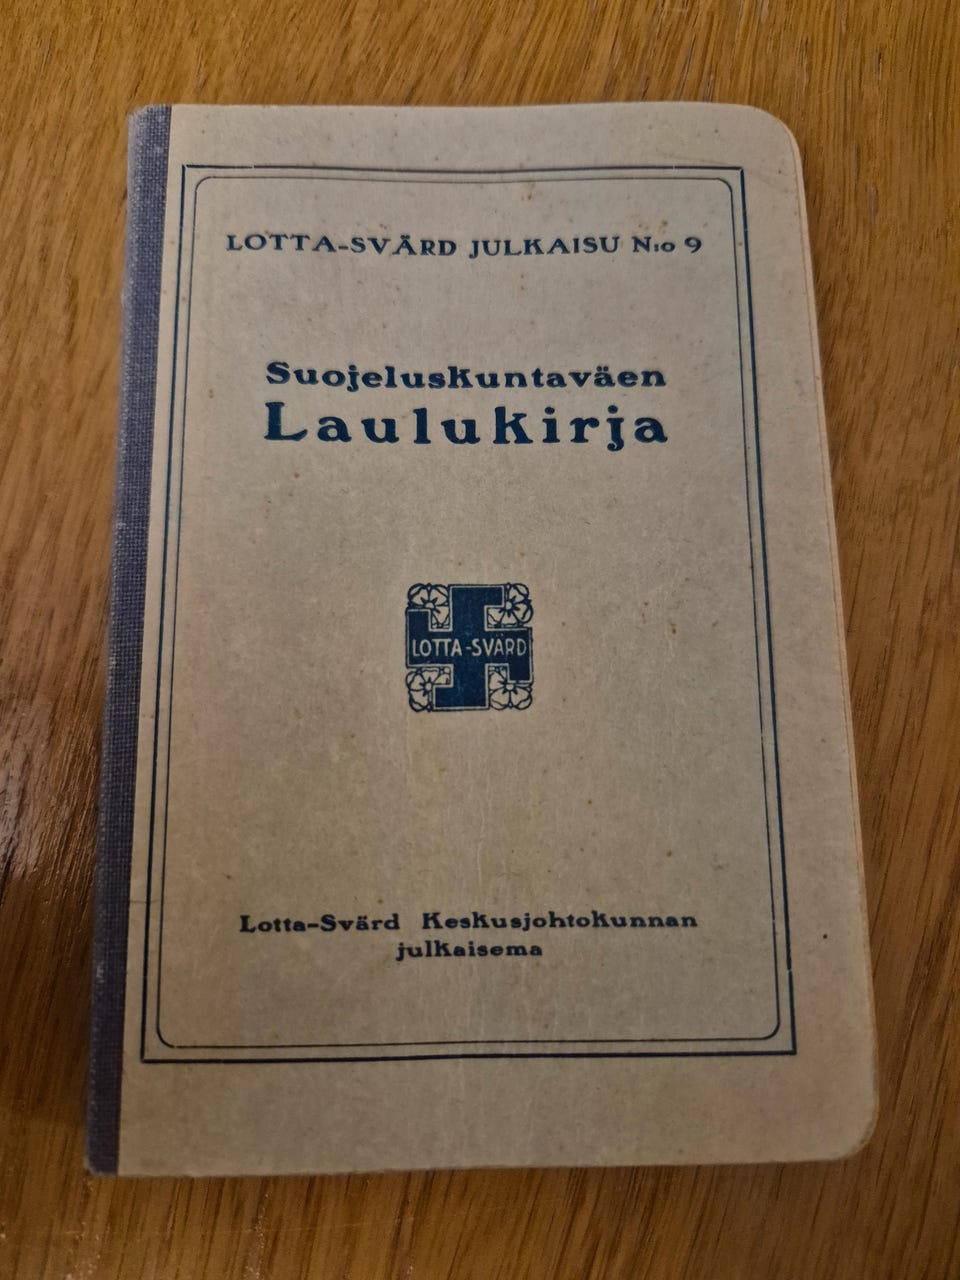 LOTTA-SVÄRD JULKAISU N:o 9
Suojeluskuntaväen
Laulukirja
LOTTA-SVÄRD
Lotta-Svärd Keskusjohtokunnan
julkaisema